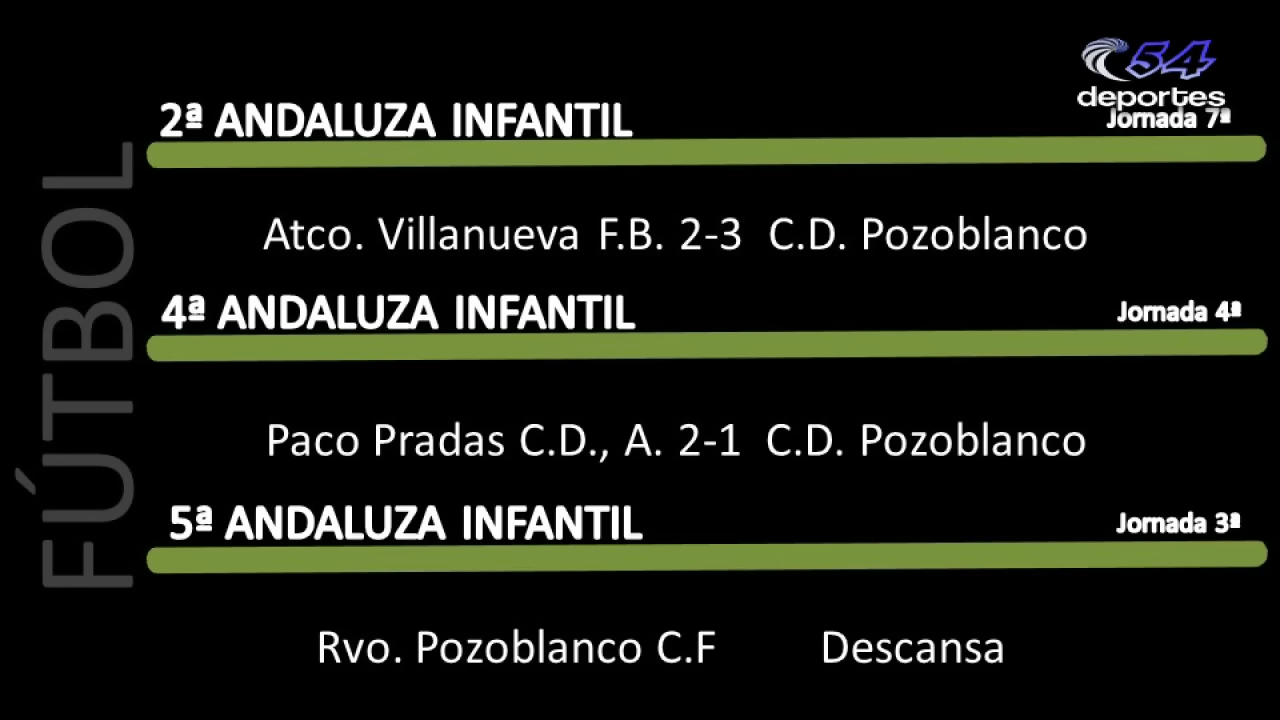 54
deportes
2ª ANDALUZA INFANTIL
Jornada 7ª
Atco. Villanueva F.B. 2-3 C.D. Pozoblanco
4ª ANDALUZA INFANTIL
Jornada 4ª
Paco Pradas C.D., A. 2-1 C.D. Pozoblanco
5ª ANDALUZA INFANTIL
Jornada 3ª
Rvo. Pozoblanco C.F Descansa
FÚTBOL